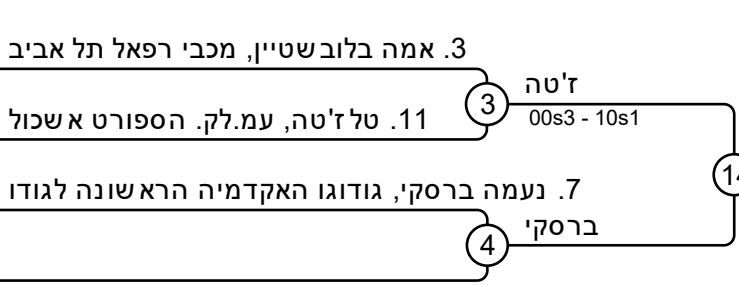 3. אמה בלובשטיין, מכבי רפאל תל אביב
3
ז'טה
00s3 - 10s1
11. טל ז'טה, עמ.לק. הספורט אשכול
14
7. נעמה ברסקי, גודוגו האקדמיה הראשונה לגודו
4
ברסקי